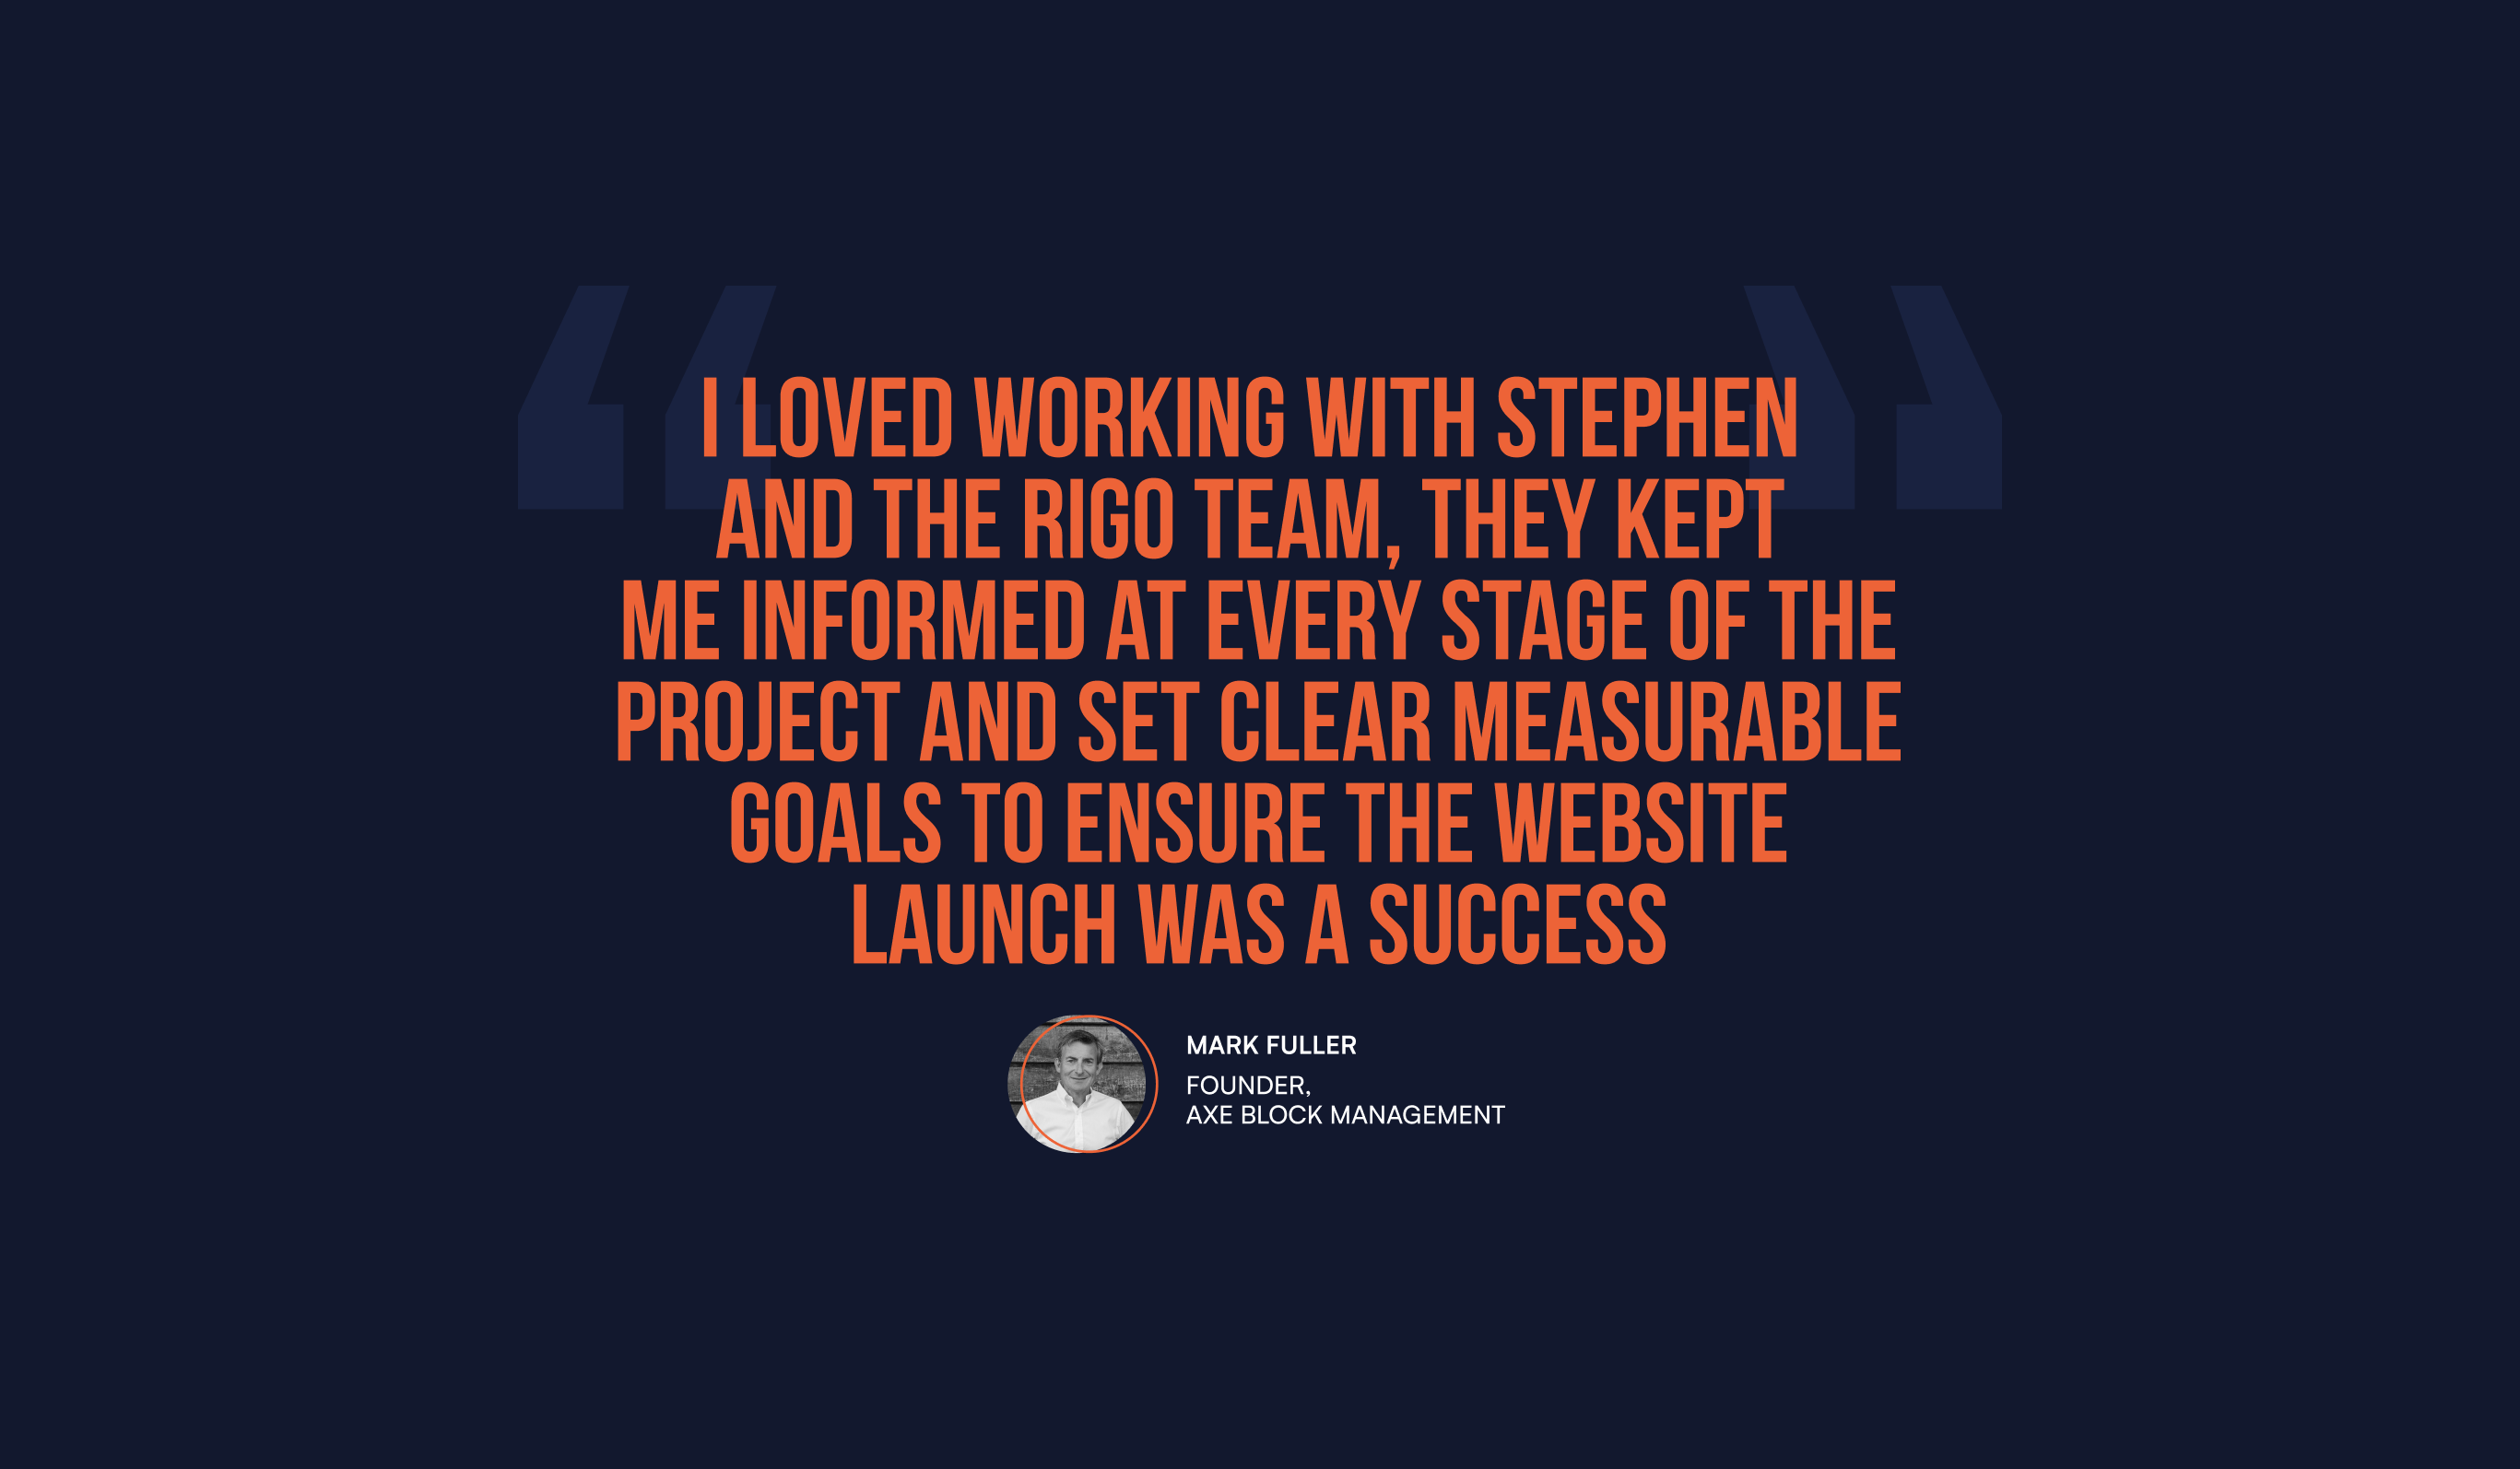 “ ”
I LOVED WORKING WITH STEPHEN
AND THE RIGO TEAM, THEY KEPT
ME INFORMED AT EVERY STAGE OF THE
PROJECT AND SET CLEAR MEASURABLE
GOALS TO ENSURE THE WEBSITE
LAUNCH WAS A SUCCESS
MARK FULLER
FOUNDER,
AXE BLOCK MANAGEMENT